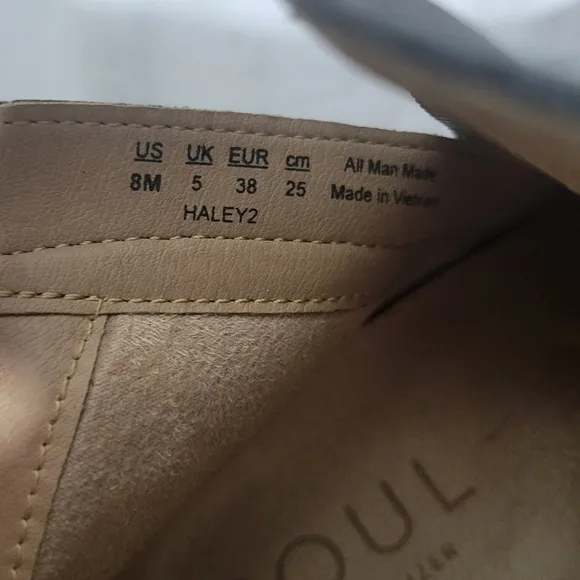 US UK EUR cm
8M 5 38 25
HALEY2
All Man Made
Made in Vietnam
OUL